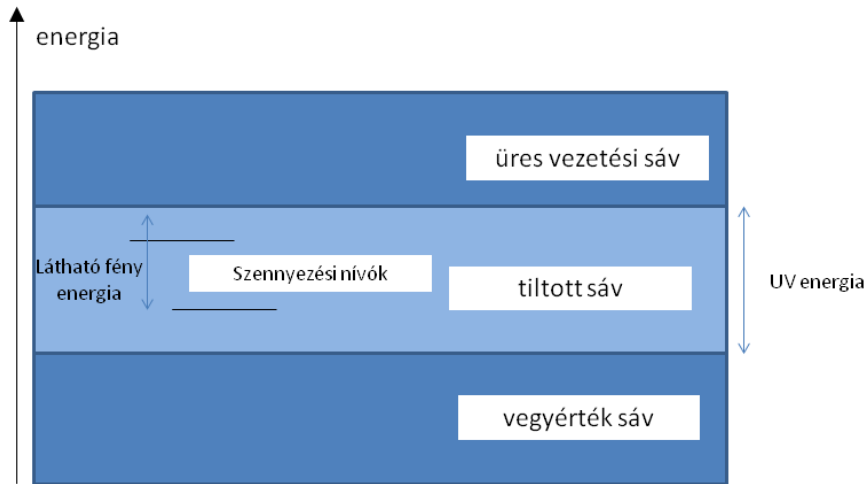 energia
üres vezetési sáv
Látható fény
energia
Szennyezési nívók
tiltott sáv
UV energia
vegyérték sáv